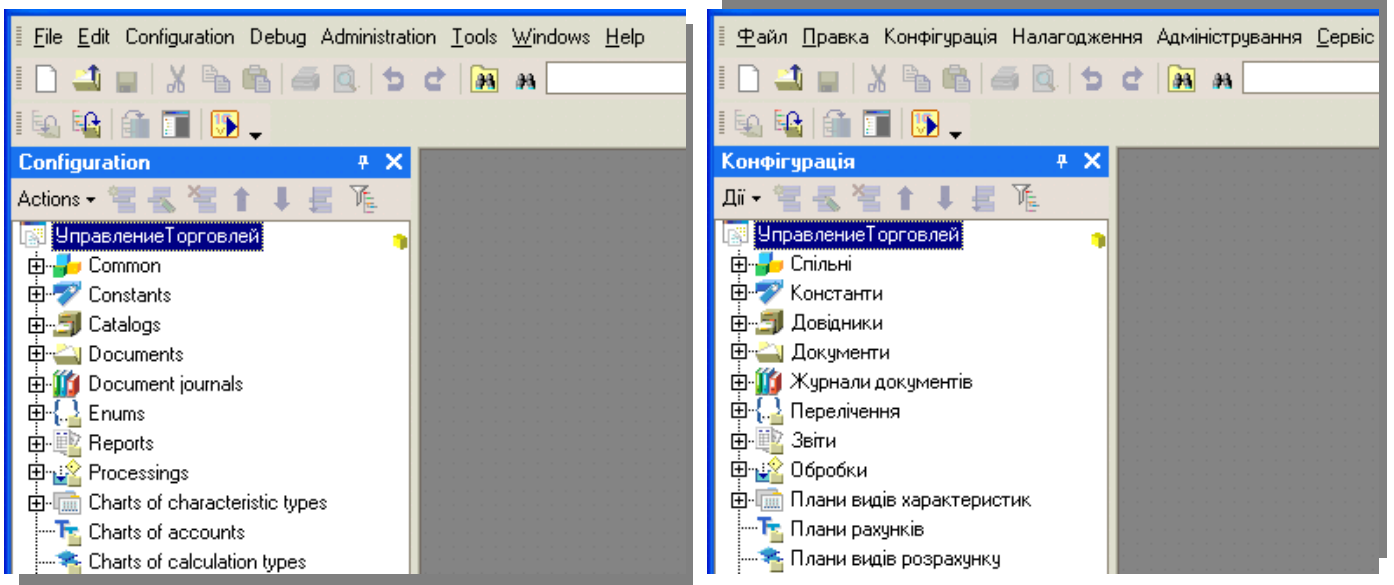 File Edit Configuration Debug Administration Tools Windows Help
Configuration
Actions
УправлениеТорговлей
Common
Constants
Catalogs
Documents
Document journals
Enums
Reports
Processings
Charts of characteristic types
Charts of accounts
Charts of calculation types
Файл Правка Конфігурація Налагодження Адміністрування Сервіс
Конфігурація
Дії
УправлениеТорговлей
Спільні
Константи
Довідники
Документи
Журнали документів
Перелічення
Звіти
Обробки
Плани видів характеристик
Плани рахунків
Плани видів розрахунку